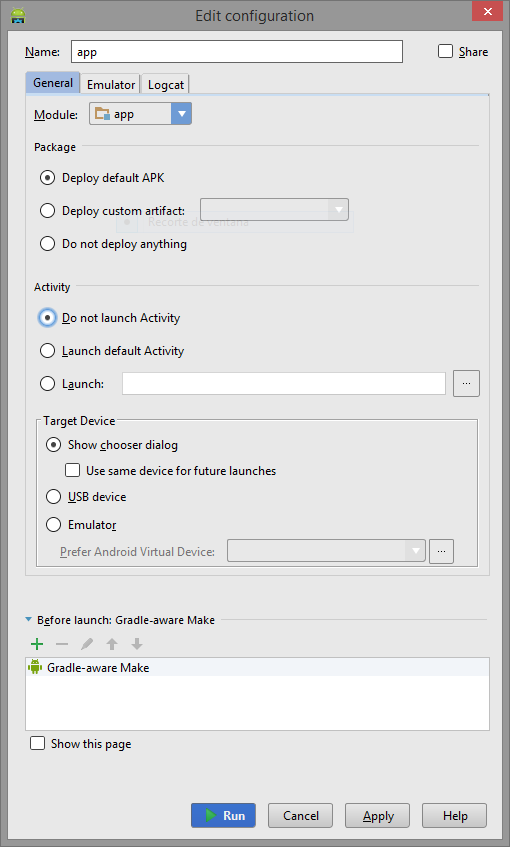 Edit configuration
Name: app
Share
General Emulator Logcat
Module: app
Package
Deploy default APK
Deploy custom artifact:
Recorte de ventana
Do not deploy anything
Activity
Do not launch Activity
Launch default Activity
Launch: ...
Target Device
Show chooser dialog
Use same device for future launches
USB device
Emulator
Prefer Android Virtual Device: ...
Before launch: Gradle-aware Make
Gradle-aware Make
Show this page
Run Cancel Apply Help